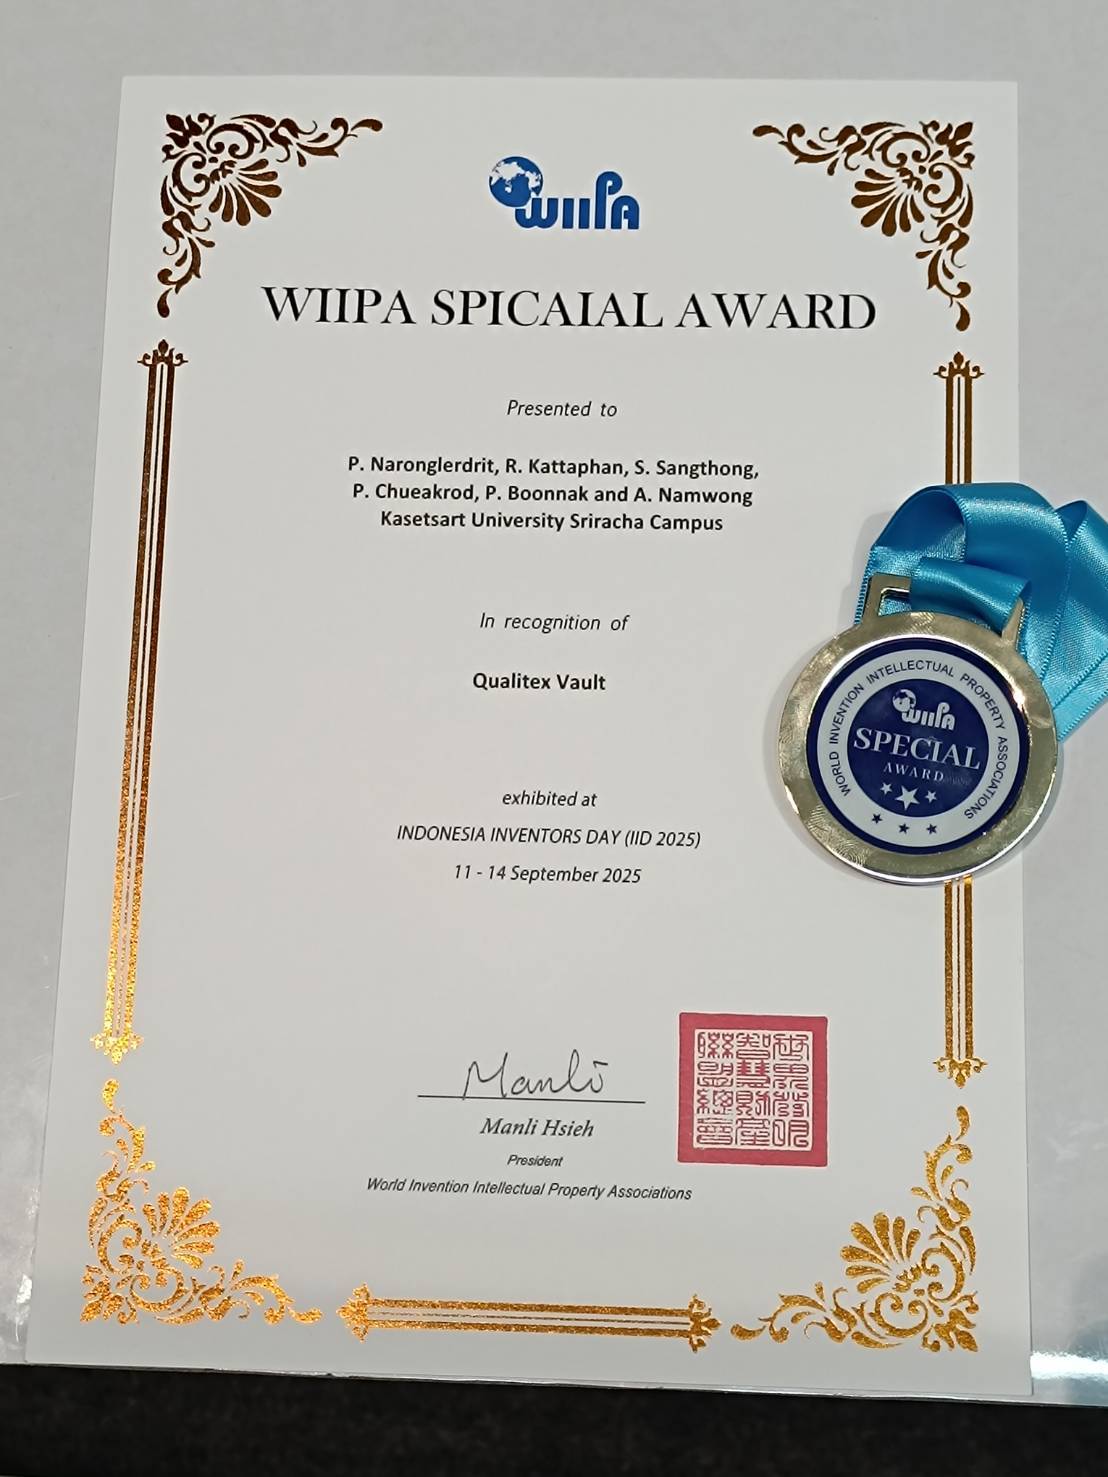 WIIPA
WIIPA SPICAIAL AWARD
Presented to
P. Naronglerdrit, R. Kattaphan, S. Sangthong,
P. Chueakrod, P. Boonnak and A. Namwong
Kasetsart University Sriracha Campus
In recognition of
Qualitex Vault
exhibited at
INDONESIA INVENTORS DAY (IID 2025)
11 - 14 September 2025
WORLD INVENTION INTELLECTUAL PROPERTY ASSOCIATIONS
WIIPA
SPECIAL
AWARD
Manli
Manli Hsieh
President
World Invention Intellectual Property Associations